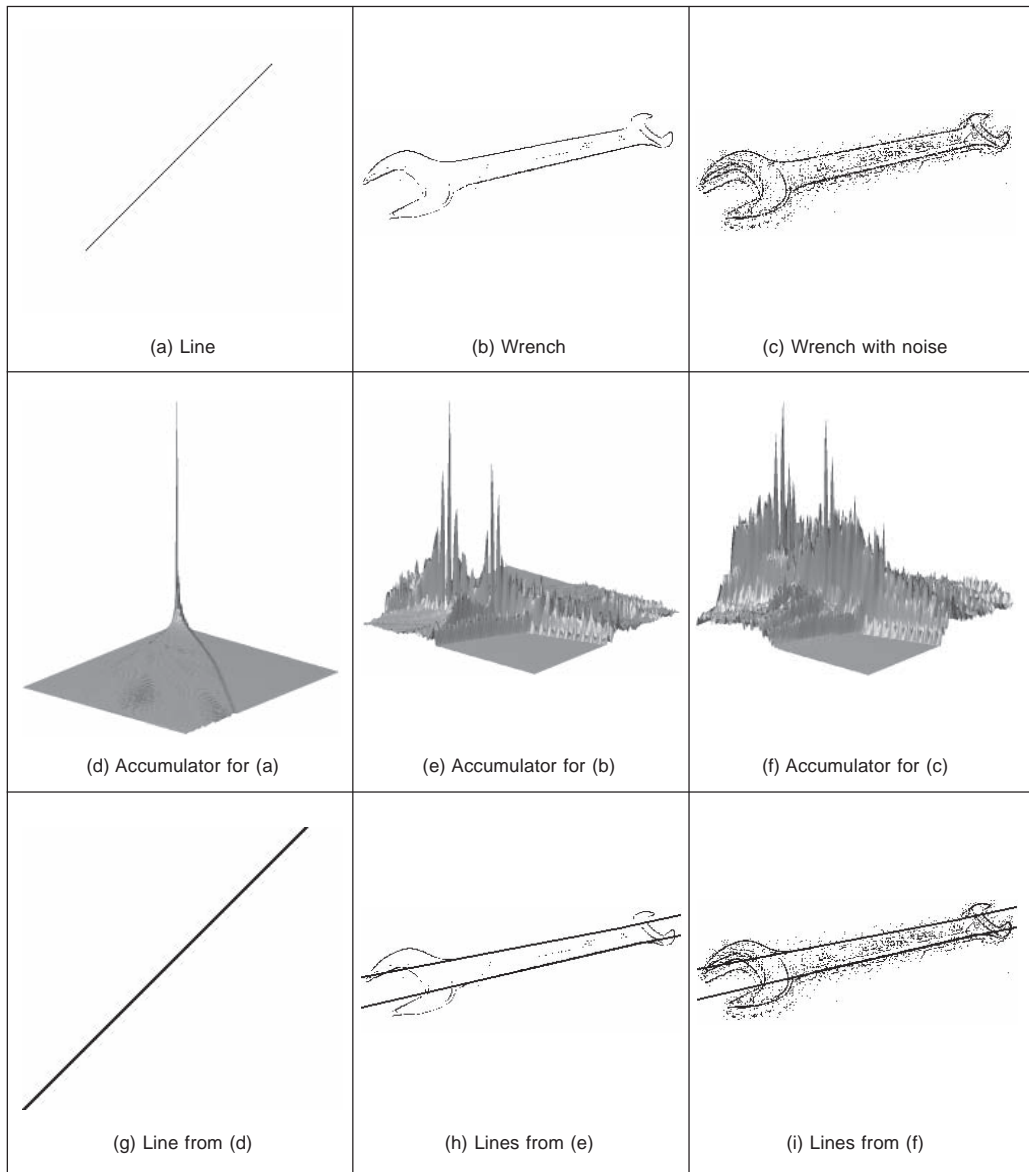 (a) Line
(b) Wrench
(c) Wrench with noise
(d) Accumulator for (a)
(e) Accumulator for (b)
(f) Accumulator for (c)
(g) Line from (d)
(h) Lines from (e)
(i) Lines from (f)